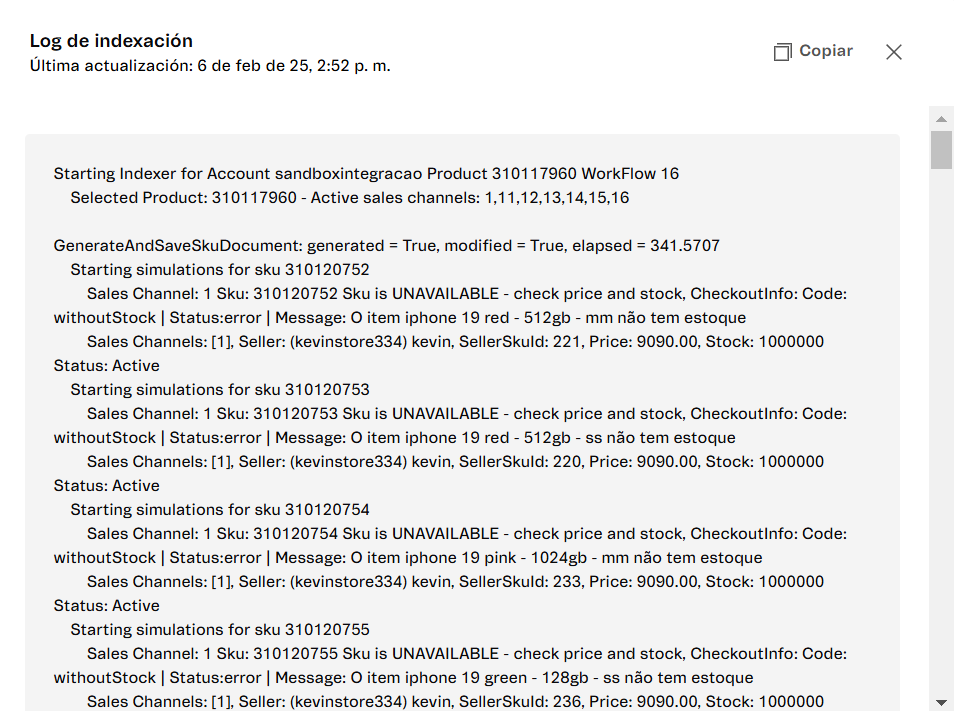 Log de indexación
Última actualización: 6 de feb de 25, 2:52 p. m.
Copiar
Starting Indexer for Account sandboxintegracao Product 310117960 WorkFlow 16
Selected Product: 310117960 - Active sales channels: 1,11,12,13,14,15,16
GenerateAndSaveSkuDocument: generated = True, modified = True, elapsed = 341.5707
Starting simulations for sku 310120752
Sales Channel: 1 Sku: 310120752 Sku is UNAVAILABLE - check price and stock, CheckoutInfo: Code:
withoutStock | Status:error | Message: O item iphone 19 red - 512gb - mm não tem estoque
Sales Channels: [1], Seller: (kevinstore334) kevin, SellerSkuId: 221, Price: 9090.00, Stock: 1000000
Status: Active
Starting simulations for sku 310120753
Sales Channel: 1 Sku: 310120753 Sku is UNAVAILABLE - check price and stock, CheckoutInfo: Code:
withoutStock | Status:error | Message: O item iphone 19 red - 512gb - ss não tem estoque
Sales Channels: [1], Seller: (kevinstore334) kevin, SellerSkuId: 220, Price: 9090.00, Stock: 1000000
Status: Active
Starting simulations for sku 310120754
Sales Channel: 1 Sku: 310120754 Sku is UNAVAILABLE - check price and stock, CheckoutInfo: Code:
withoutStock | Status:error | Message: O item iphone 19 pink - 1024gb - mm não tem estoque
Sales Channels: [1], Seller: (kevinstore334) kevin, SellerSkuId: 233, Price: 9090.00, Stock: 1000000
Status: Active
Starting simulations for sku 310120755
Sales Channel: 1 Sku: 310120755 Sku is UNAVAILABLE - check price and stock, CheckoutInfo: Code:
withoutStock | Status:error | Message: O item iphone 19 green - 128gb - ss não tem estoque
Sales Channels: [1], Seller: (kevinstore334) kevin, SellerSkuId: 236, Price: 9090.00, Stock: 1000000